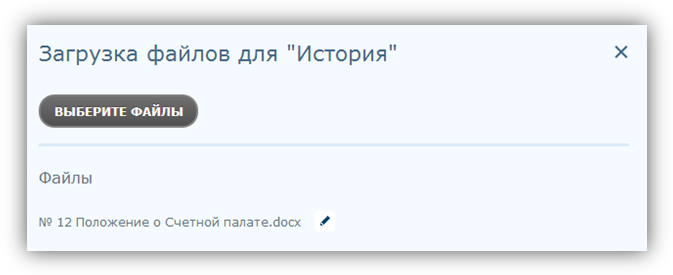 Загрузка файлов для "История"
ВЫБЕРИТЕ ФАЙЛЫ
Файлы
№ 12 Положение о Счетной палате.docx